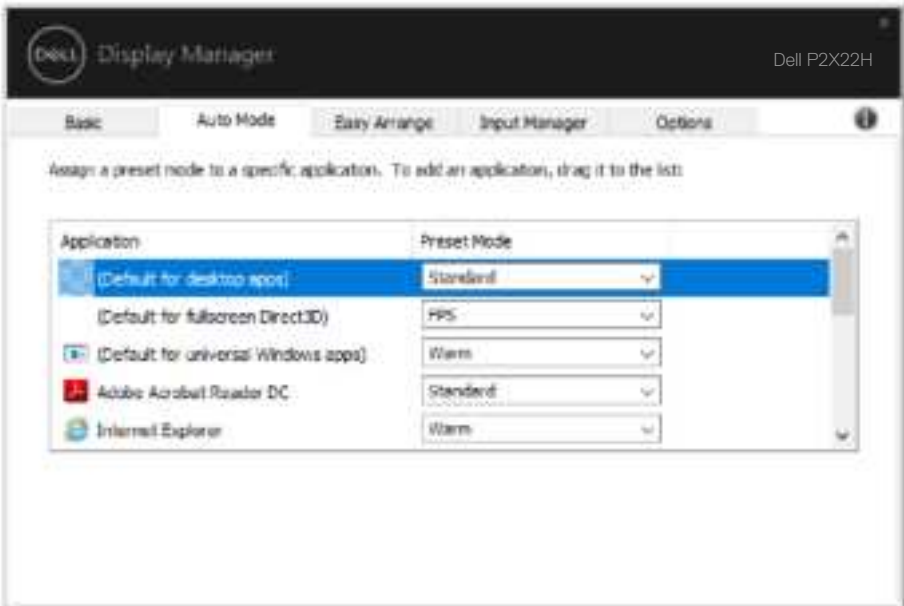 DELL Display Manager
Dell P2X22H
Basic Auto Mode Easy Arrange Input Manager Options
Assign a preset mode to a specific application. To add an application, drag it to the list:
Application Preset Mode
(Default for desktop apps) Standard
(Default for fullscreen Direct3D) FPS
(Default for universal Windows apps) Warm
Adobe Acrobat Reader DC Standard
Internet Explorer Warm